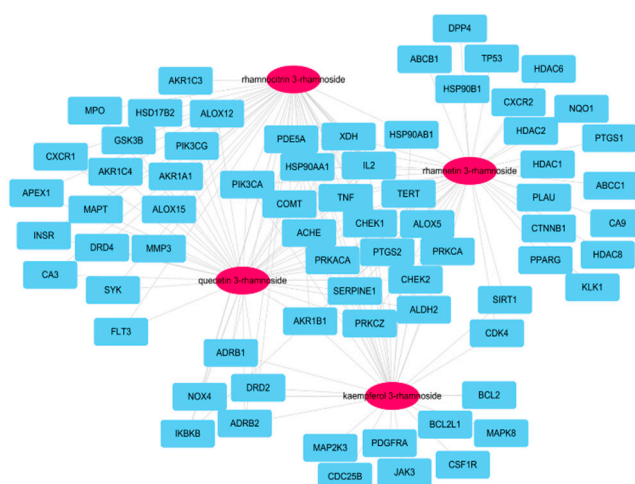 DPP4
ABCB1
TP53
HDAC6
rhamnocitrin 3-rhamnoside
AKR1C3
HSP90B1
MPO
HSD17B2
ALOX12
CXCR2
NQO1
GSK3B
PIK3CG
PDE5A
XDH
HSP90AB1
HDAC2
PTGS1
CXCR1
AKR1C4
AKR1A1
HSP90AA1
IL2
rhamnetin 3-rhamnoside
HDAC1
ABCC1
APEX1
MAPT
ALOX15
PIK3CA
COMT
TNF
TERT
PLAU
CA9
INSR
DRD4
MMP3
ACHE
CHEK1
ALOX5
CTNNB1
HDAC8
CA3
PRKACA
PTGS2
PRKCA
PPARG
KLK1
SYK
quecetin 3-rhamnoside
SERPINE1
CHEK2
SIRT1
FLT3
AKR1B1
PRKCZ
ALDH2
CDK4
ADRB1
NOX4
DRD2
kaempferol 3-rhamnoside
BCL2
IKBKB
ADRB2
BCL2L1
MAPK8
MAP2K3
PDGFRA
CSF1R
CDC25B
JAK3